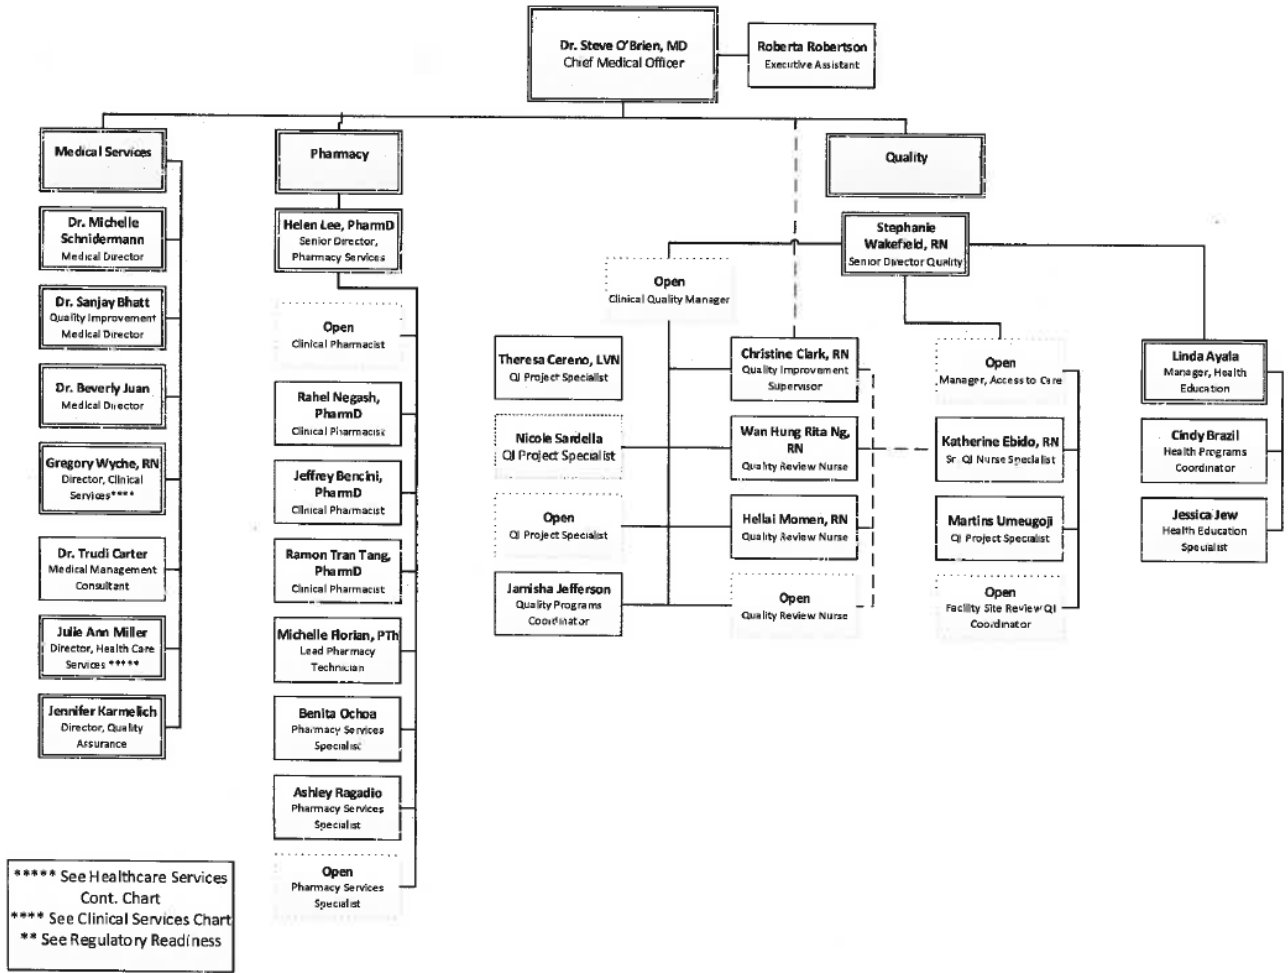 Dr. Steve O'Brien, MD
Chief Medical Officer
Roberta Robertson
Executive Assistant
Medical Services
Dr. Michelle
Schnidermann
Medical Director
Dr. Sanjay Bhatt
Quality Improvement
Medical Director
Dr. Beverly Juan
Medical Director
Gregory Wyche, RN
Director, Clinical
Services****
Dr. Trudi Carter
Medical Management
Consultant
Julie Ann Miller
Director, Health Care
Services *****
Jennifer Karmelich
Director, Quality
Assurance
Pharmacy
Helen Lee, PharmD
Senior Director,
Pharmacy Services
Open
Clinical Pharmacist
Rahel Negash,
PharmD
Clinical Pharmacist
Jeffrey Bencini,
PharmD
Clinical Pharmacist
Ramon Tran Tang,
PharmD
Clinical Pharmacist
Michelle Florian, PTh
Lead Pharmacy
Technician
Benita Ochoa
Pharmacy Services
Specialist
Ashley Ragadio
Pharmacy Services
Specialist
Open
Pharmacy Services
Specialist
Quality
Stephanie
Wakefield, RN
Senior Director Quality
Open
Clinical Quality Manager
Theresa Cereno, LVN
QI Project Specialist
Nicole Sardella
QI Project Specialist
Open
QI Project Specialist
Jamisha Jefferson
Quality Programs
Coordinator
Christine Clark, RN
Quality Improvement
Supervisor
Wan Hung Rita Ng,
RN
Quality Review Nurse
Hellai Momen, RN
Quality Review Nurse
Open
Quality Review Nurse
Open
Manager, Access to Care
Katherine Ebido, RN
Sr. QI Nurse Specialist
Martins Umeugoji
QI Project Specialist
Open
Facility Site Review QI
Coordinator
Linda Ayala
Manager, Health
Education
Cindy Brazil
Health Programs
Coordinator
Jessica Jew
Health Education
Specialist
***** See Healthcare Services
Cont. Chart
**** See Clinical Services Chart
** See Regulatory Readiness